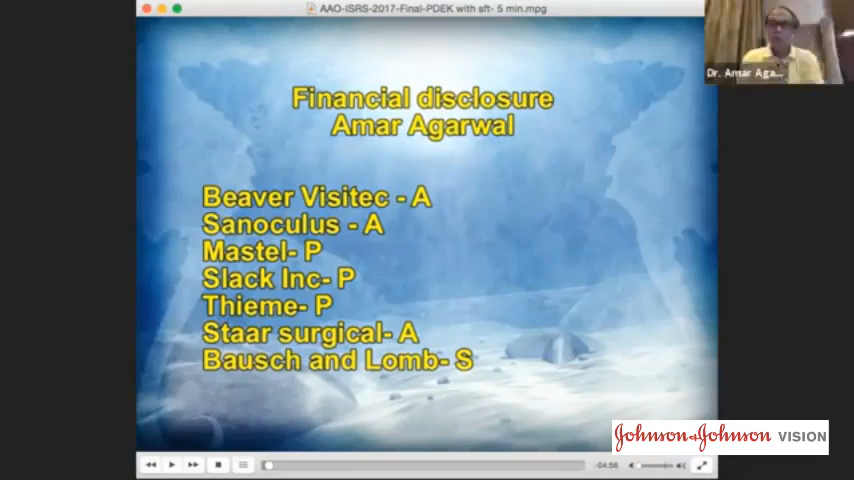 AAO-ISRS-2017-Final-PDEK with sft- 5 min.mpg
Dr. Amar Aga...
Financial disclosure
Amar Agarwal
Beaver Visitec - A
Sanoculus - A
Mastel- P
Slack Inc- P
Thieme- P
Staar surgical- A
Bausch and Lomb- S
Johnson+Johnson VISION
-04:56